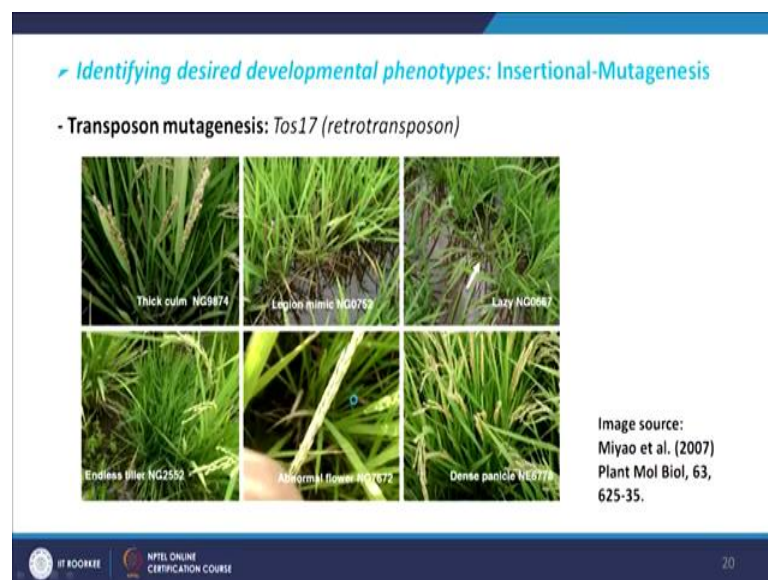 ➤ Identifying desired developmental phenotypes: Insertional-Mutagenesis
- Transposon mutagenesis: Tos17 (retrotransposon)
Thick culm NG9874
Legion mimic NG0752
Lazy NG0667
Endless tiller NG2552
Abnormal flower NG7672
Dense panicle NE6778
Image source:
Miyao et al. (2007)
Plant Mol Biol, 63,
625-35.
IIT ROORKEE
NPTEL ONLINE
CERTIFICATION COURSE
20